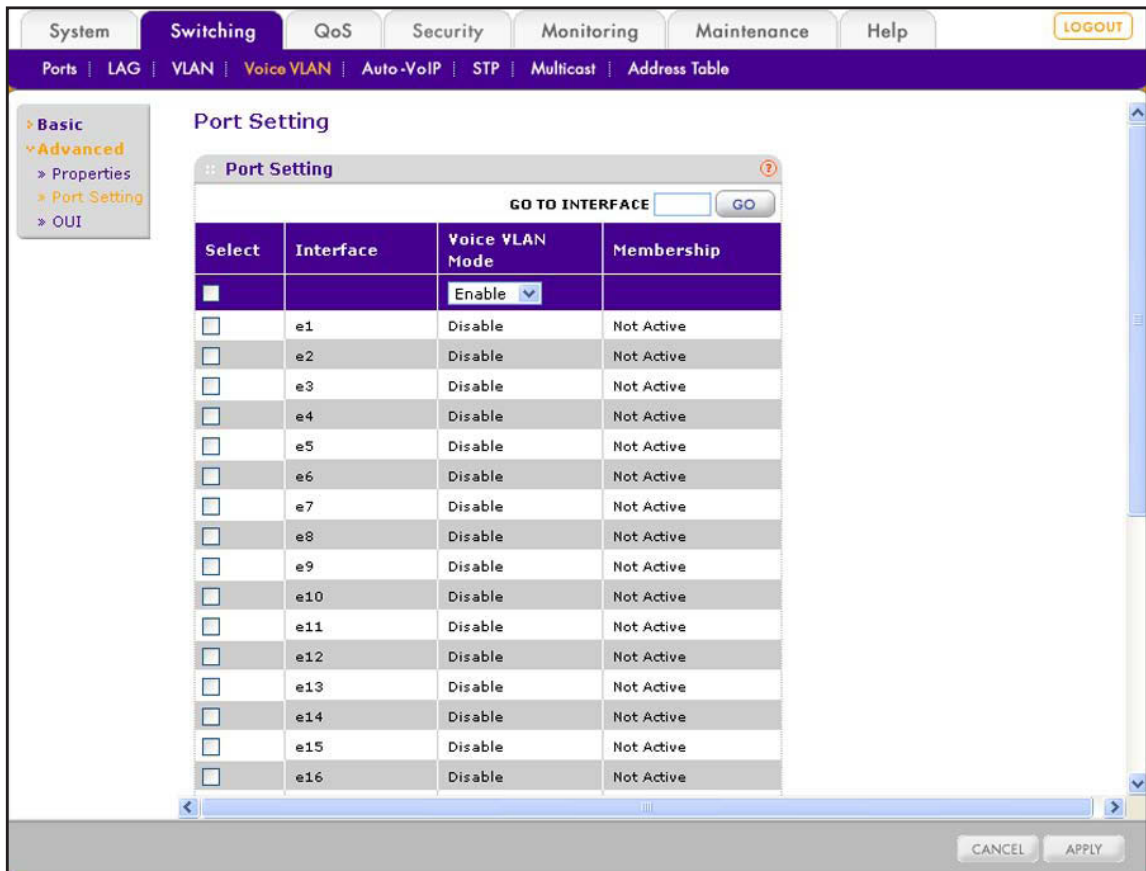 System Switching QoS Security Monitoring Maintenance Help LOGOUT
Ports | LAG | VLAN | Voice VLAN | Auto-VoIP | STP | Multicast | Address Table
Basic
Advanced
» Properties
» Port Setting
» OUI
Port Setting
Port Setting ?
GO TO INTERFACE GO
Select Interface Voice VLAN Mode Membership
Enable
e1 Disable Not Active
e2 Disable Not Active
e3 Disable Not Active
e4 Disable Not Active
e5 Disable Not Active
e6 Disable Not Active
e7 Disable Not Active
e8 Disable Not Active
e9 Disable Not Active
e10 Disable Not Active
e11 Disable Not Active
e12 Disable Not Active
e13 Disable Not Active
e14 Disable Not Active
e15 Disable Not Active
e16 Disable Not Active
CANCEL APPLY